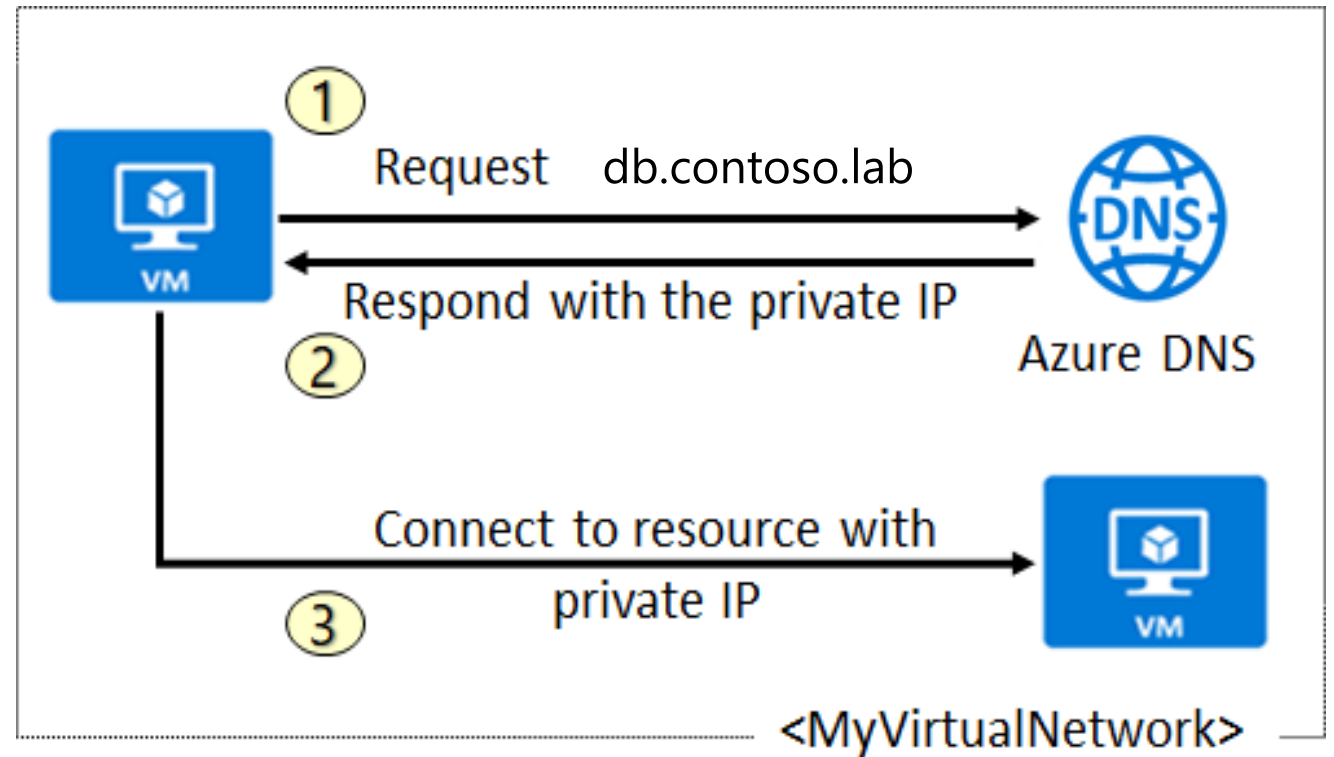 1
Request db.contoso.lab
DNS
VM
Respond with the private IP
2
Azure DNS
Connect to resource with
private IP
3
VM
<MyVirtualNetwork>